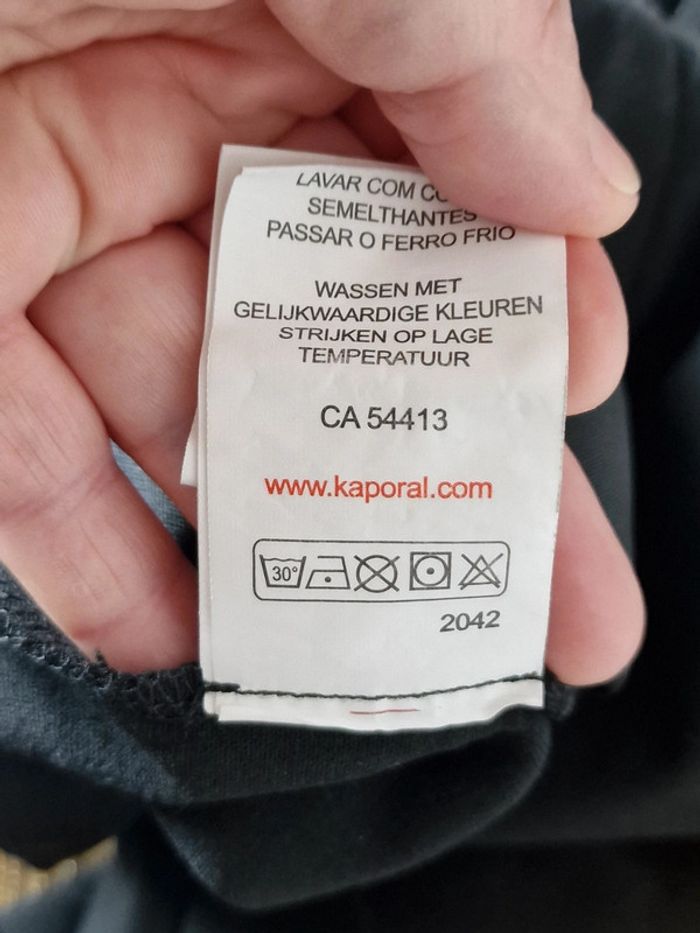 LAVAR COM
SEMELTHANTES
PASSAR O FERRO FRIO
WASSEN MET
GELIJKWAARDIGE KLEUREN
STRIJKEN OP LAGE
TEMPERATUUR
CA 54413
www.kaporal.com
30°
2042